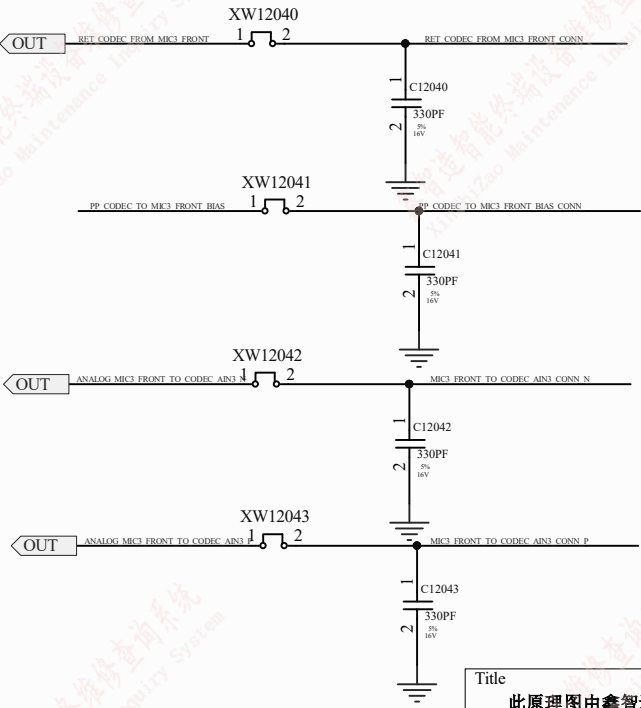 XW12040
OUT
RET CODEC FROM MIC3 FRONT
1
2
RET CODEC FROM MIC3 FRONT CONN
1
C12040
330PF
2
5%
16V
XW12041
PP CODEC TO MIC3 FRONT BIAS
1
2
PP CODEC TO MIC3 FRONT BIAS CONN
1
C12041
330PF
2
5%
16V
XW12042
OUT
ANALOG MIC3 FRONT TO CODEC AIN3 N
1
2
MIC3 FRONT TO CODEC AIN3 CONN N
1
C12042
330PF
2
5%
16V
XW12043
OUT
ANALOG MIC3 FRONT TO CODEC AIN3 P
1
2
MIC3 FRONT TO CODEC AIN3 CONN P
1
C12043
330PF
2
5%
16V
Title
此原理图由鑫智